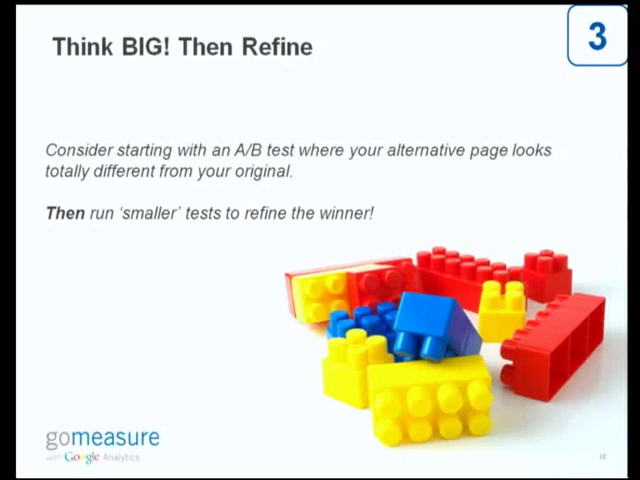 3
Think BIG! Then Refine
Consider starting with an A/B test where your alternative page looks
totally different from your original.
Then run ‘smaller’ tests to refine the winner!
gomeasure
with Google Analytics